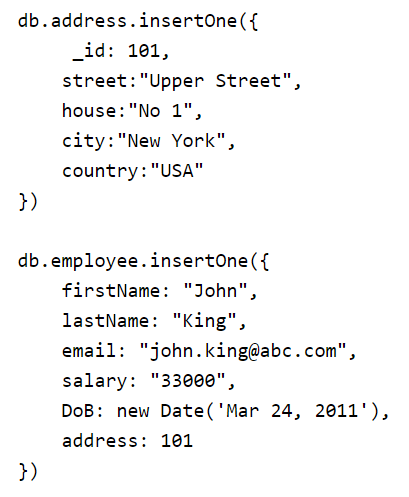 db.address.insertOne({
_id: 101,
street:"Upper Street",
house:"No 1",
city:"New York",
country:"USA"
})
db.employee.insertOne({
firstName: "John",
lastName: "King",
email: "john.king@abc.com",
salary: "33000",
DoB: new Date('Mar 24, 2011'),
address: 101
})